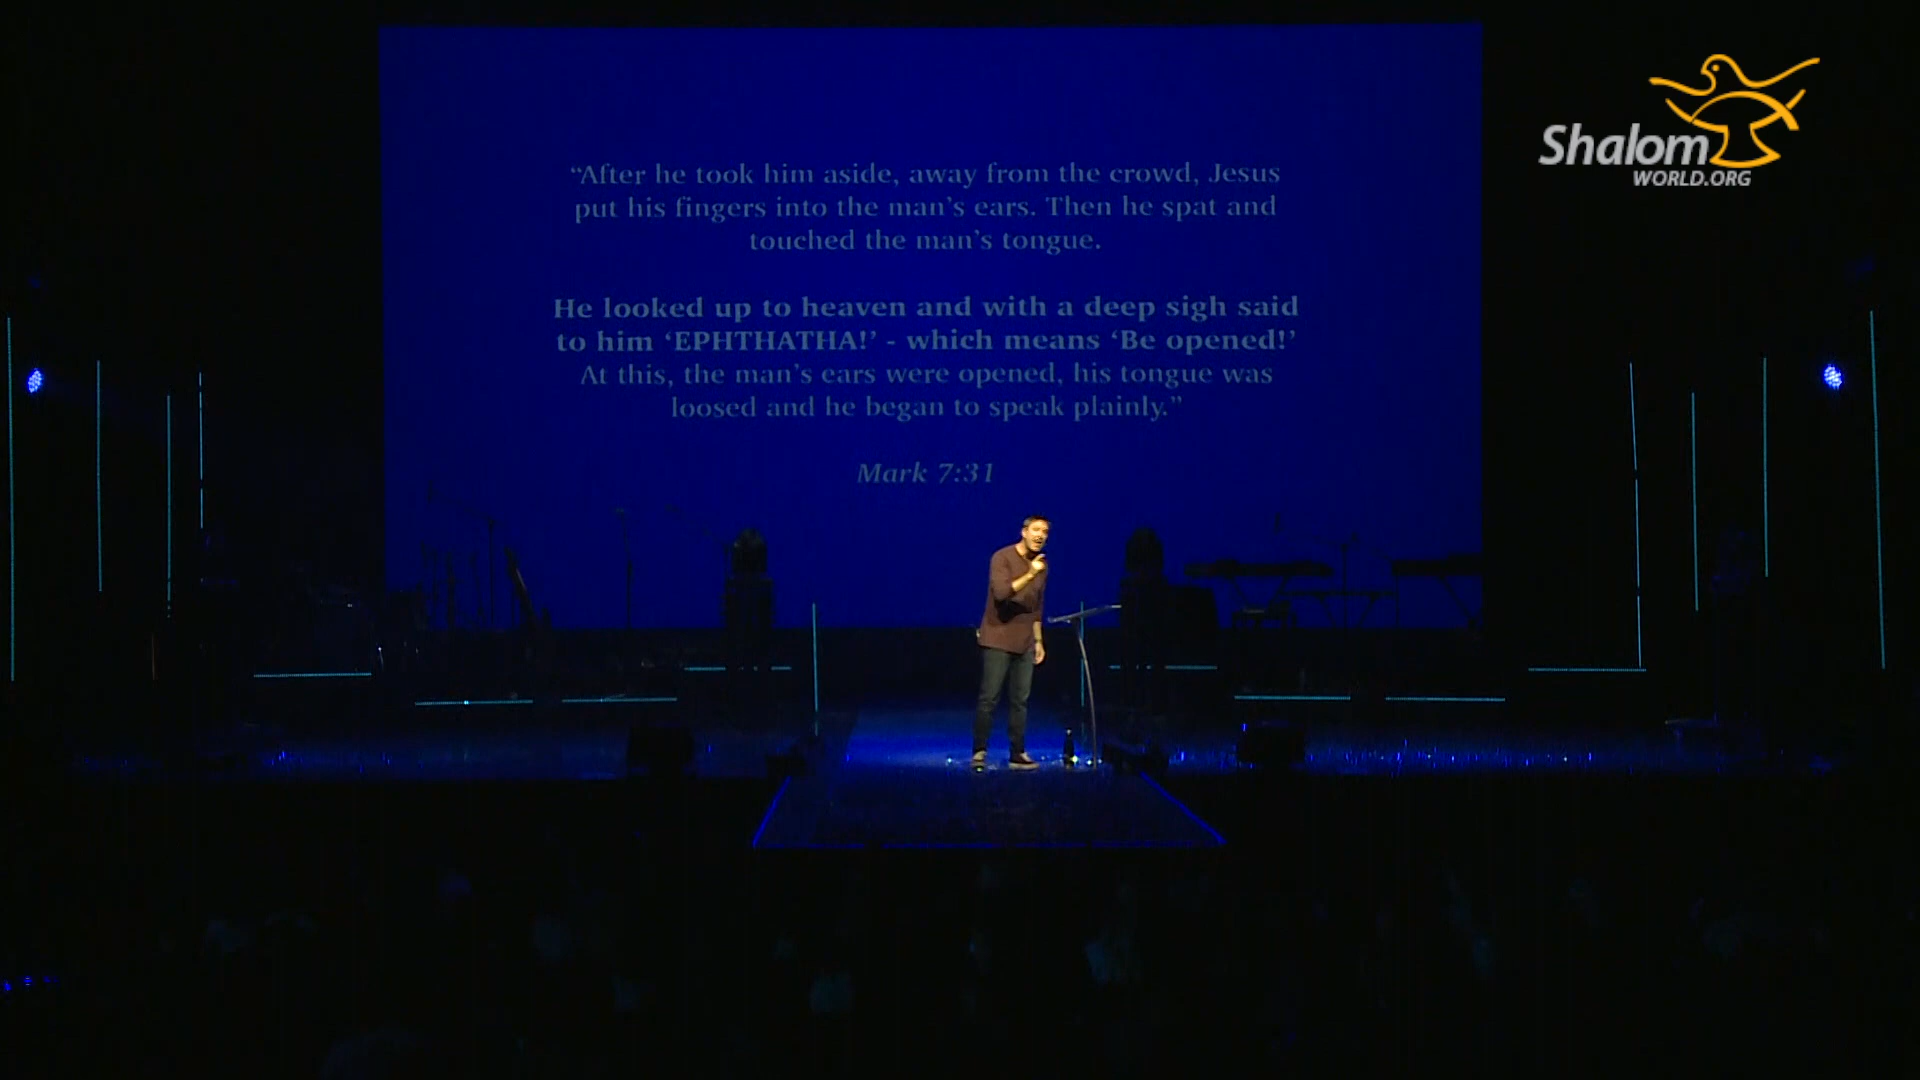 “After he took him aside, away from the crowd, Jesus
put his fingers into the man’s ears. Then he spat and
touched the man’s tongue.
He looked up to heaven and with a deep sigh said
to him ‘EPHTHATHA!’ - which means ‘Be opened!’
At this, the man’s ears were opened, his tongue was
loosed and he began to speak plainly.”
Mark 7:31
Shalom
WORLD.ORG